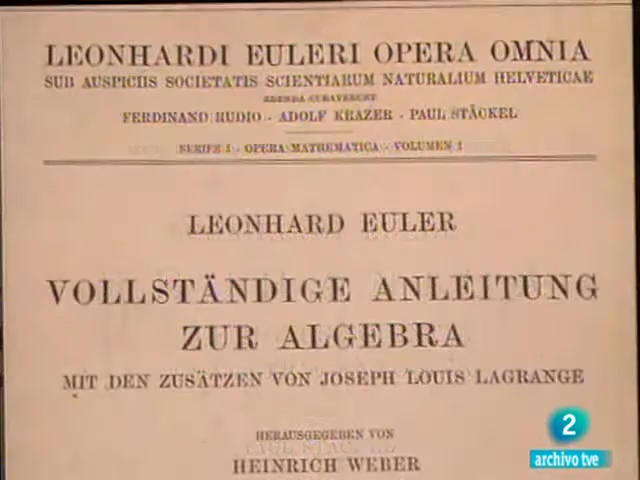 LEONHARDI EULERI OPERA OMNIA
SUB AUSPICIIS SOCIETATIS SCIENTIARUM NATURALIUM HELVETICAE
EDENDA CURAVERUNT
FERDINAND RUDIO · ADOLF KRAZER · PAUL STÄCKEL
SERIES I · OPERA MATHEMATICA · VOLUMEN I
LEONHARD EULER
VOLLSTÄNDIGE ANLEITUNG
ZUR ALGEBRA
MIT DEN ZUSÄTZEN VON JOSEPH LOUIS LAGRANGE
HERAUSGEGEBEN VON
HEINRICH WEBER
2
archivo tve